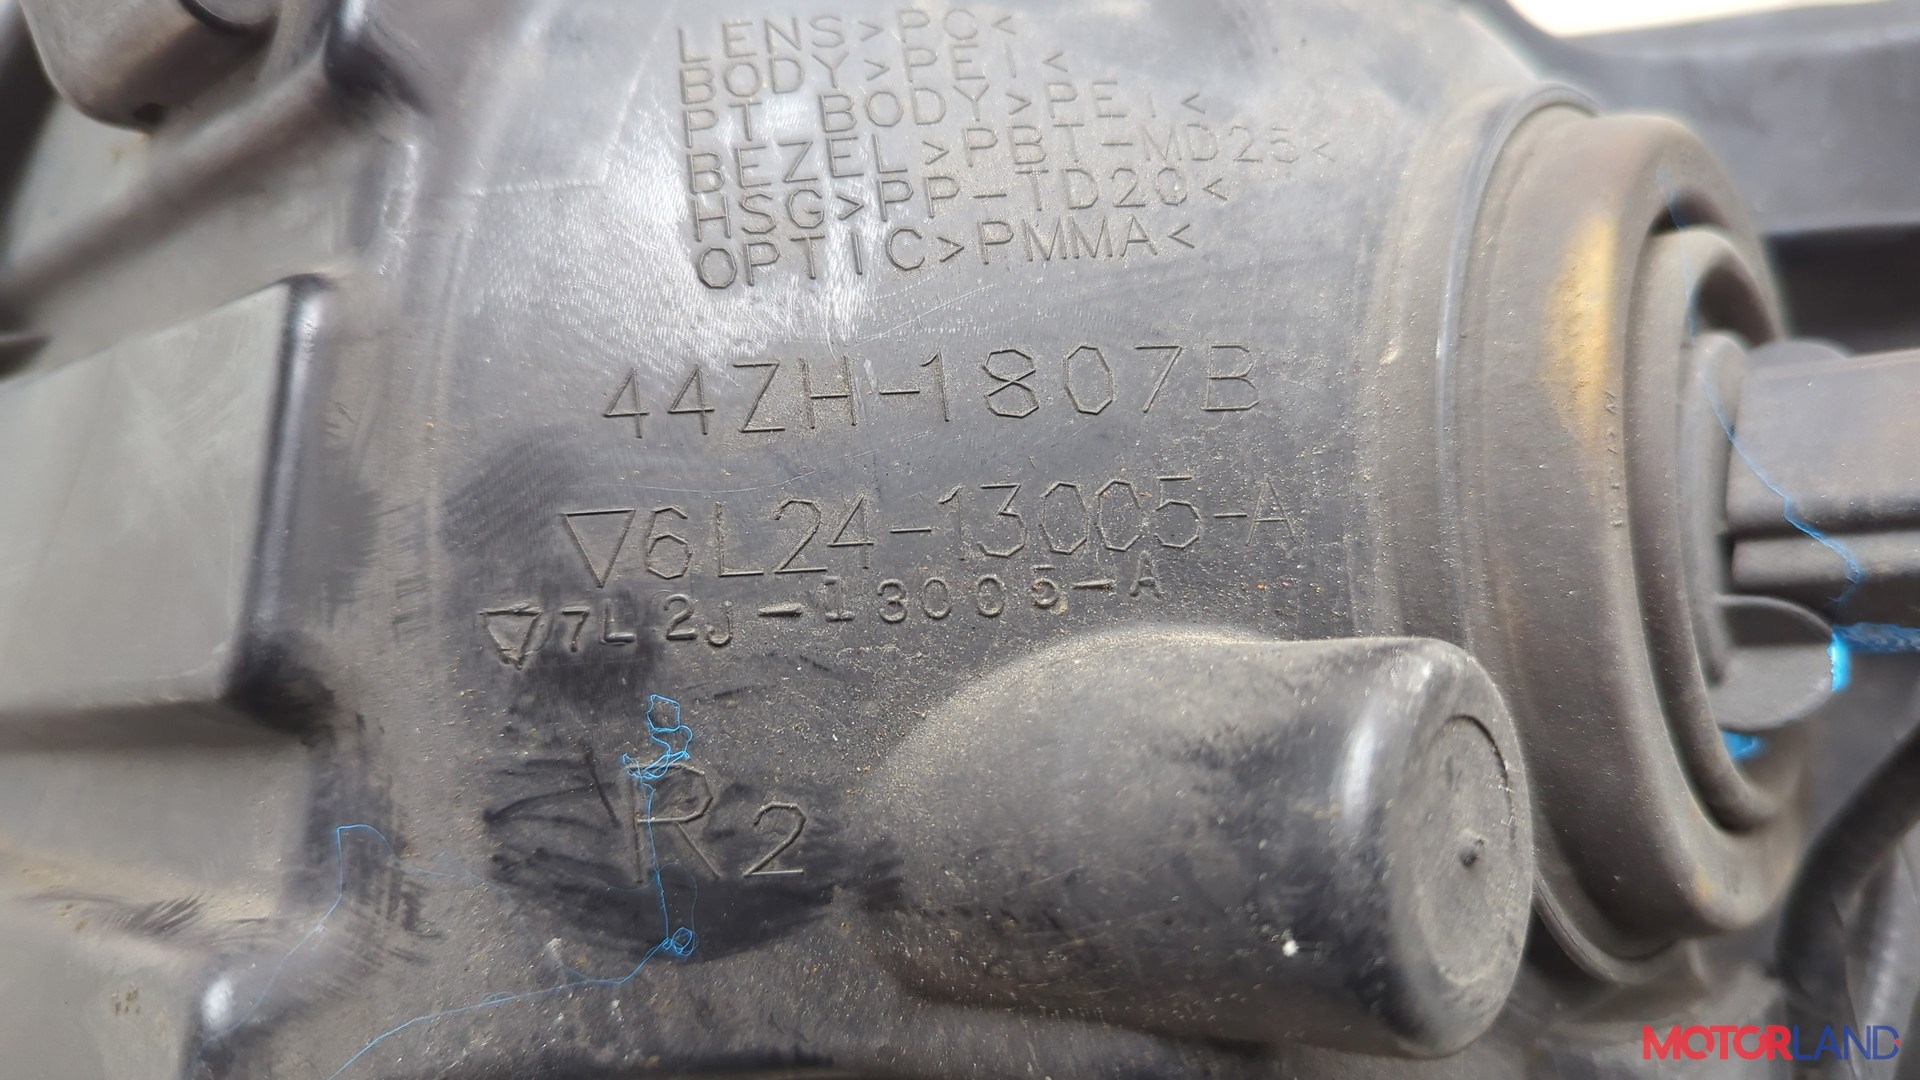 LENS>PC<
BODY>PEI<
PT BODY>PEI<
BEZEL>PBT-MD25<
HSG>PP-TD20<
OPTIC>PMMA<
44ZH-1807B
▽6L24-13005-A
▽7L2J-13005-A
R2
MOTORLAND